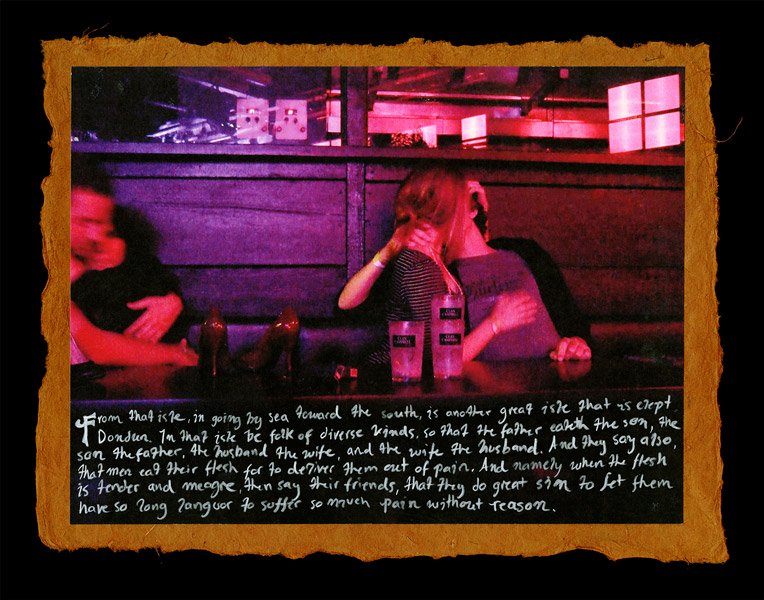 From that isle, in going by sea toward the south, is another great isle that is clept
Dondun. In that isle be folk of diverse kinds, so that the father eateth the son, the
son the father, the husband the wife, and the wife the husband. And they say also,
that men eat their flesh for to deliver them out of pain. And namely when the flesh
is tender and meagre, then say their friends, that they do great sin to let them
have so long languor to suffer so much pain without reason.